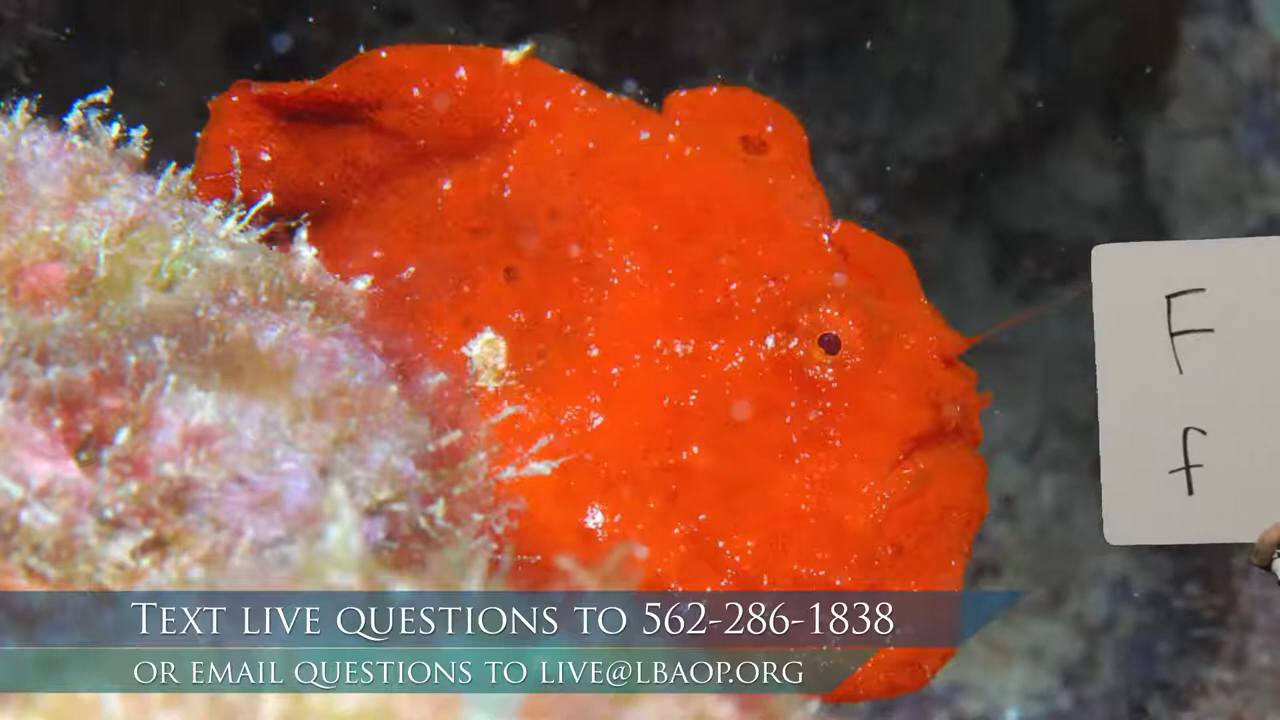 F
f
Text live questions to 562-286-1838
or email questions to live@lbaop.org